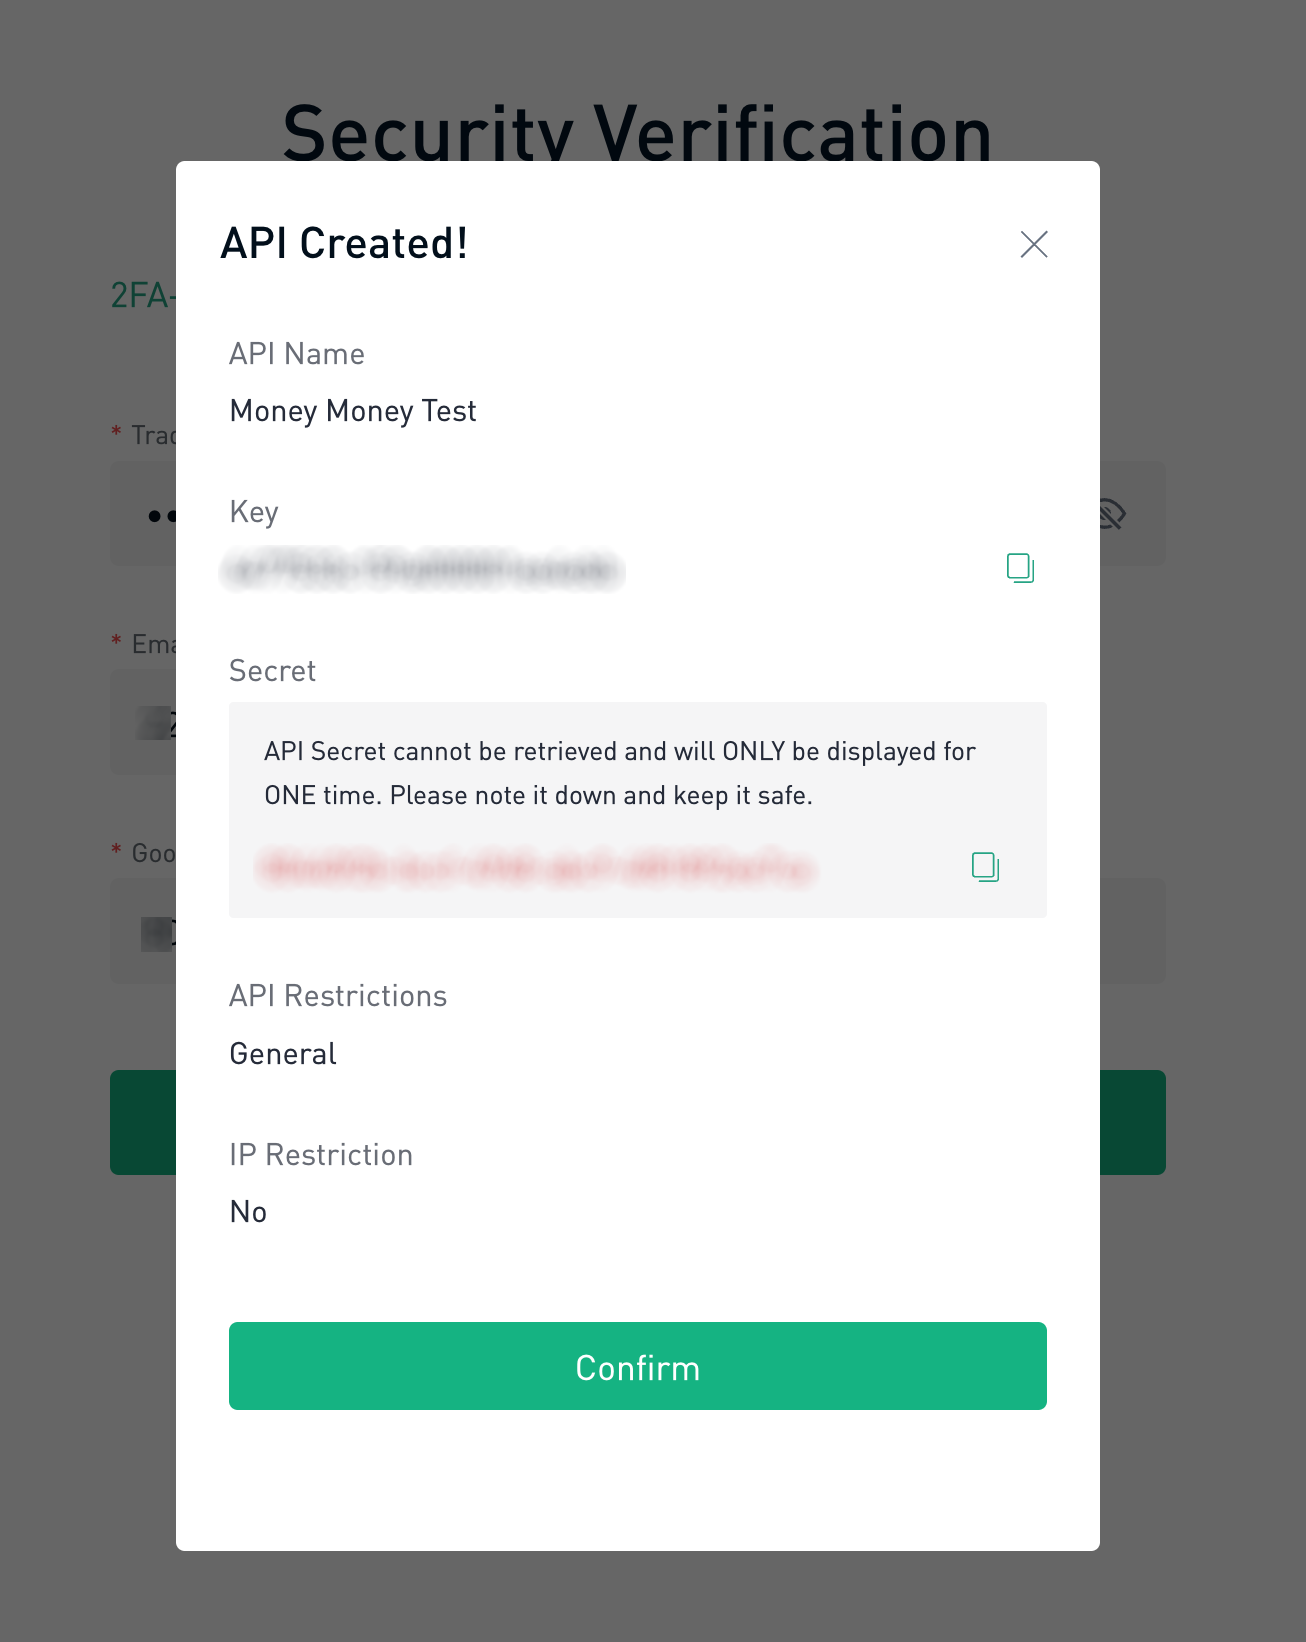 Security Verification
API Created!
2FA-
API Name
* Trad
Money Money Test
Key
* Ema
Secret
API Secret cannot be retrieved and will ONLY be displayed for
ONE time. Please note it down and keep it safe.
* Goo
API Restrictions
General
IP Restriction
No
Confirm